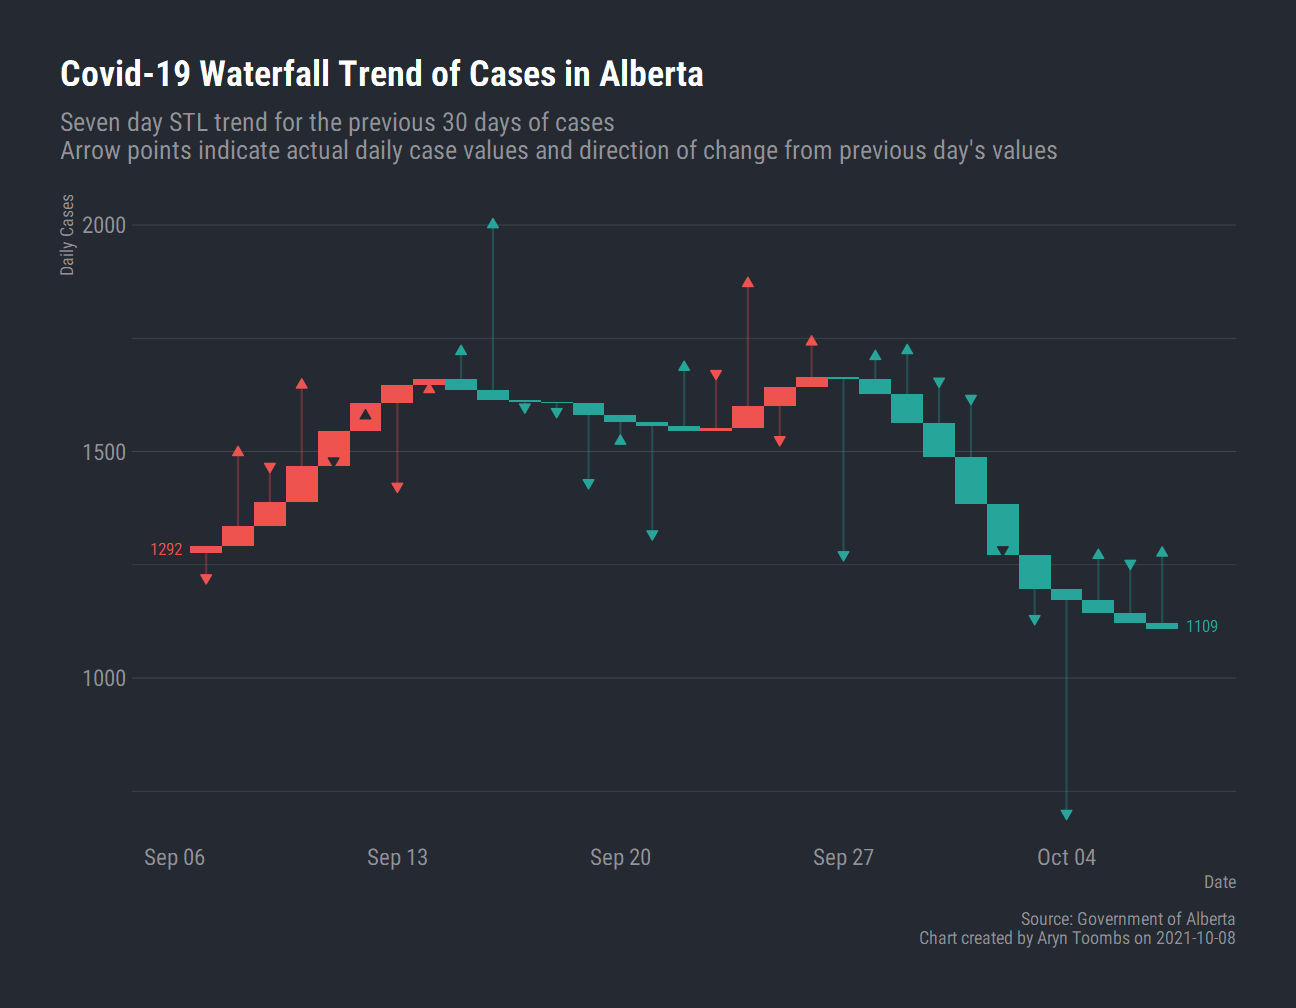 Covid-19 Waterfall Trend of Cases in Alberta
Seven day STL trend for the previous 30 days of cases
Arrow points indicate actual daily case values and direction of change from previous day's values
Daily Cases
2000
1500
1000
1292
1109
Sep 06
Sep 13
Sep 20
Sep 27
Oct 04
Date
Source: Government of Alberta
Chart created by Aryn Toombs on 2021-10-08